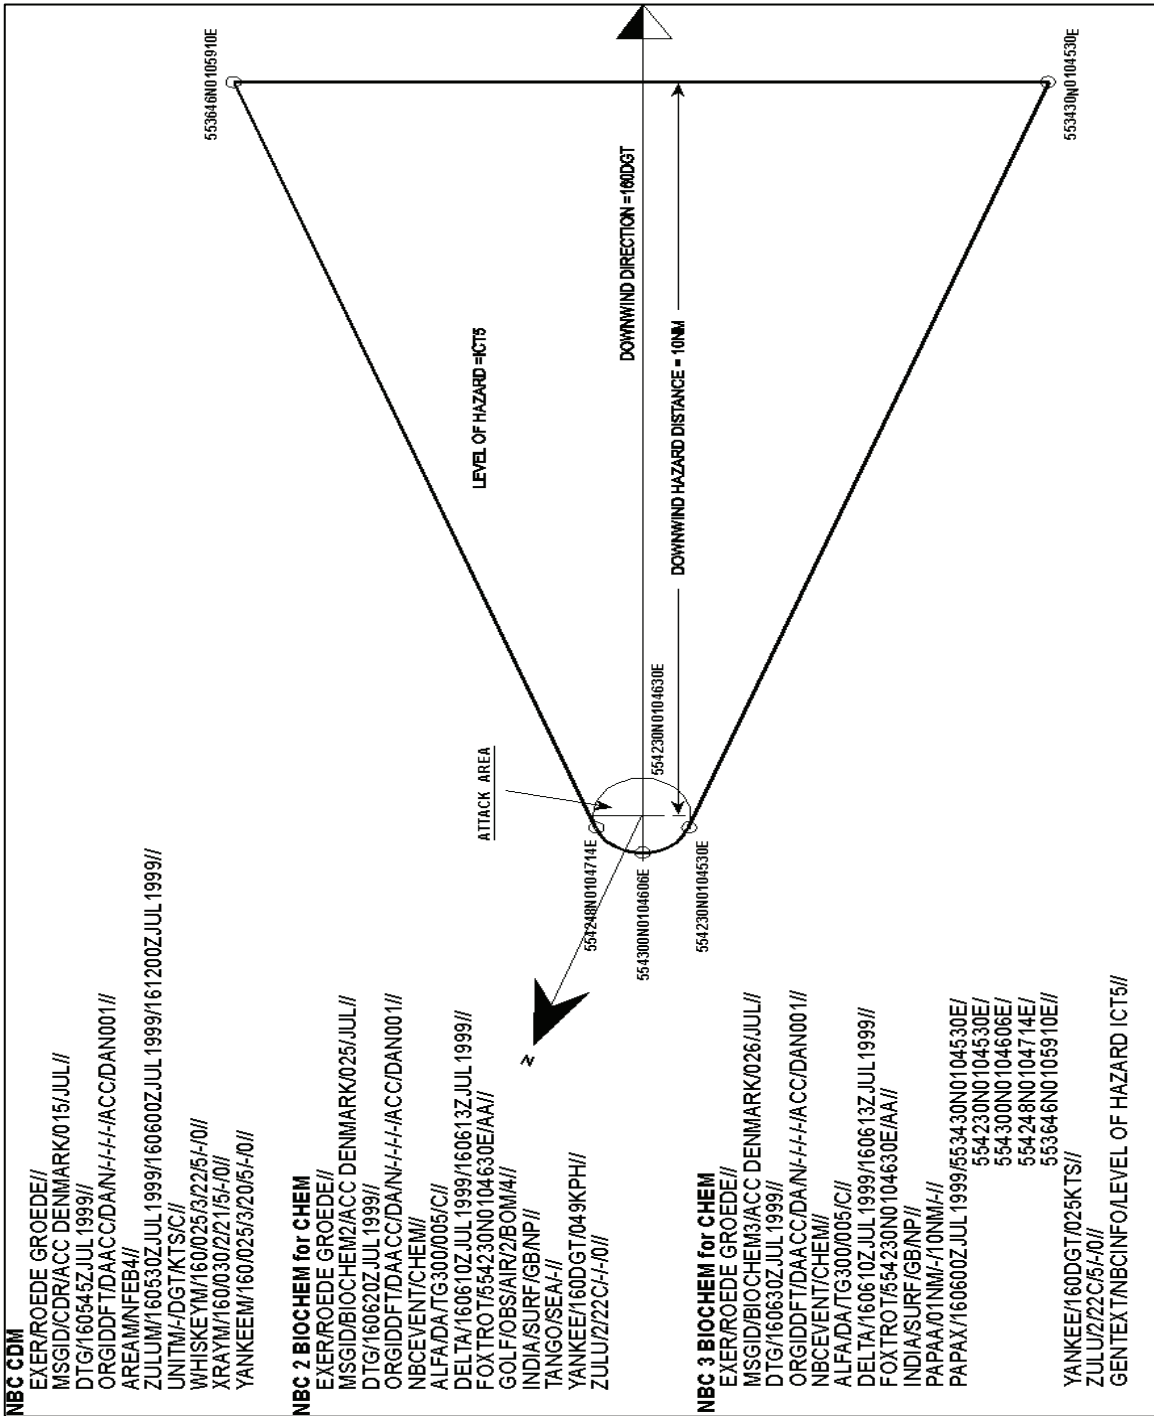 NBC CDM
EXER/ROEDE GROEDE//
MSGID/CDR/ACC DENMARK/015/JUL//
DTG/160545ZJUL1999//
ORGIDDFT/DAACC/DA/N/-/-/-/ACC/DAN001//
AREAM/NFEB4//
ZULUM/160530ZJUL1999/160600ZJUL1999/161200ZJUL1999//
UNITM/-/DGT/KTS/C//
WHISKEYM/160/025/3/22/5/-/0//
XRAYM/160/030/2/21/5/-/0//
YANKEEM/160/025/3/20/5/-/0//
NBC 2 BIOCHEM for CHEM
EXER/ROEDE GROEDE//
MSGID/BIOCHEM2/ACC DENMARK/025/JUL//
DTG/160620ZJUL1999//
ORGIDDFT/DAACC/DA/N/-/-/-/ACC/DAN001//
NBCEVENT/CHEM//
ALFA/DA/TG300/005/C//
DELTA/160610ZJUL1999/160613ZJUL1999//
FOXTROT/554230N0104630E/AA//
GOLF/OBS/AIR/2/BOM/4//
INDIA/SURF/GB/NP//
TANGO/SEA/-//
YANKEE/160DGT/049KPH//
ZULU/2/22C/-/-/0//
NBC 3 BIOCHEM for CHEM
EXER/ROEDE GROEDE//
MSGID/BIOCHEM3/ACC DENMARK/026/JUL//
DTG/160630ZJUL1999//
ORGIDDFT/DAACC/DA/N/-/-/-/ACC/DAN001//
NBCEVENT/CHEM//
ALFA/DA/TG300/005/C//
DELTA/160610ZJUL1999/160613ZJUL1999//
FOXTROT/554230N0104630E/AA//
INDIA/SURF/GB/NP//
PAPAA/01NM/-/10NM/-//
PAPAX/160600ZJUL1999/553430N0104530E/
554230N0104530E/
554300N0104606E/
554248N0104714E/
553646N0105910E//
YANKEE/160DGT/025KTS//
ZULU/2/22C/5/-/0//
GENTEXT/NBCINFO/LEVEL OF HAZARD ICT5//
N
ATTACK AREA
554248N0104714E
554300N0104606E
554230N0104530E
554230N0104630E
LEVEL OF HAZARD =ICT5
DOWNWIND DIRECTION =160DGT
DOWNWIND HAZARD DISTANCE = 10NM
553646N0105910E
553430N0104530E